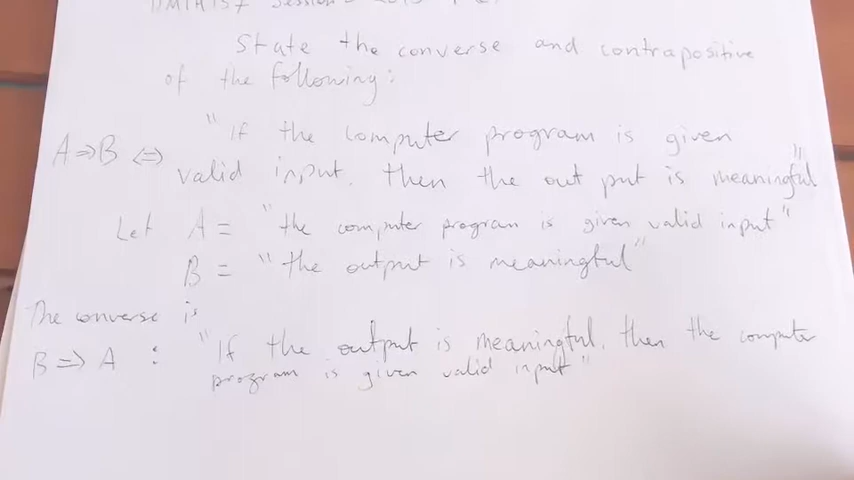 State the converse and contrapositive
of the following:
"If the computer program is given
A⇒B ⇔ valid input, then the out put is meaningful"
Let A = "the computer program is given valid input"
B = "the output is meaningful"
The converse is
B ⇒ A : "If the output is meaningful, then the computer
program is given valid input"